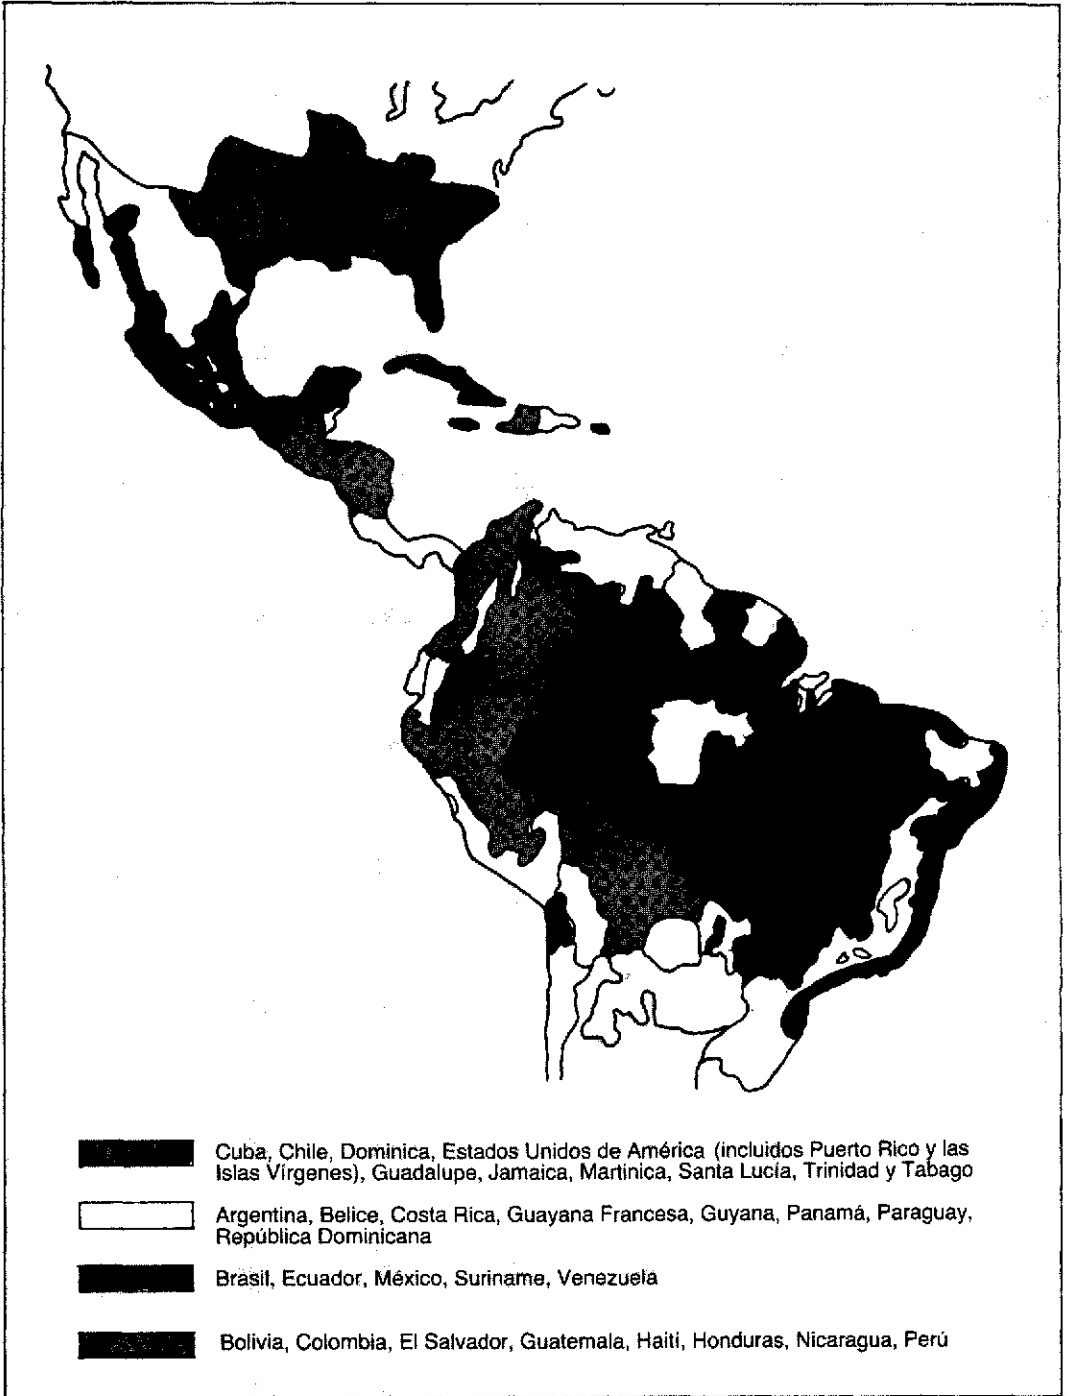 Cuba, Chile, Dominica, Estados Unidos de América (incluidos Puerto Rico y las
Islas Vírgenes), Guadalupe, Jamaica, Martinica, Santa Lucía, Trinidad y Tabago
Argentina, Belice, Costa Rica, Guayana Francesa, Guyana, Panamá, Paraguay,
República Dominicana
Brasil, Ecuador, México, Suriname, Venezuela
Bolivia, Colombia, El Salvador, Guatemala, Haití, Honduras, Nicaragua, Perú